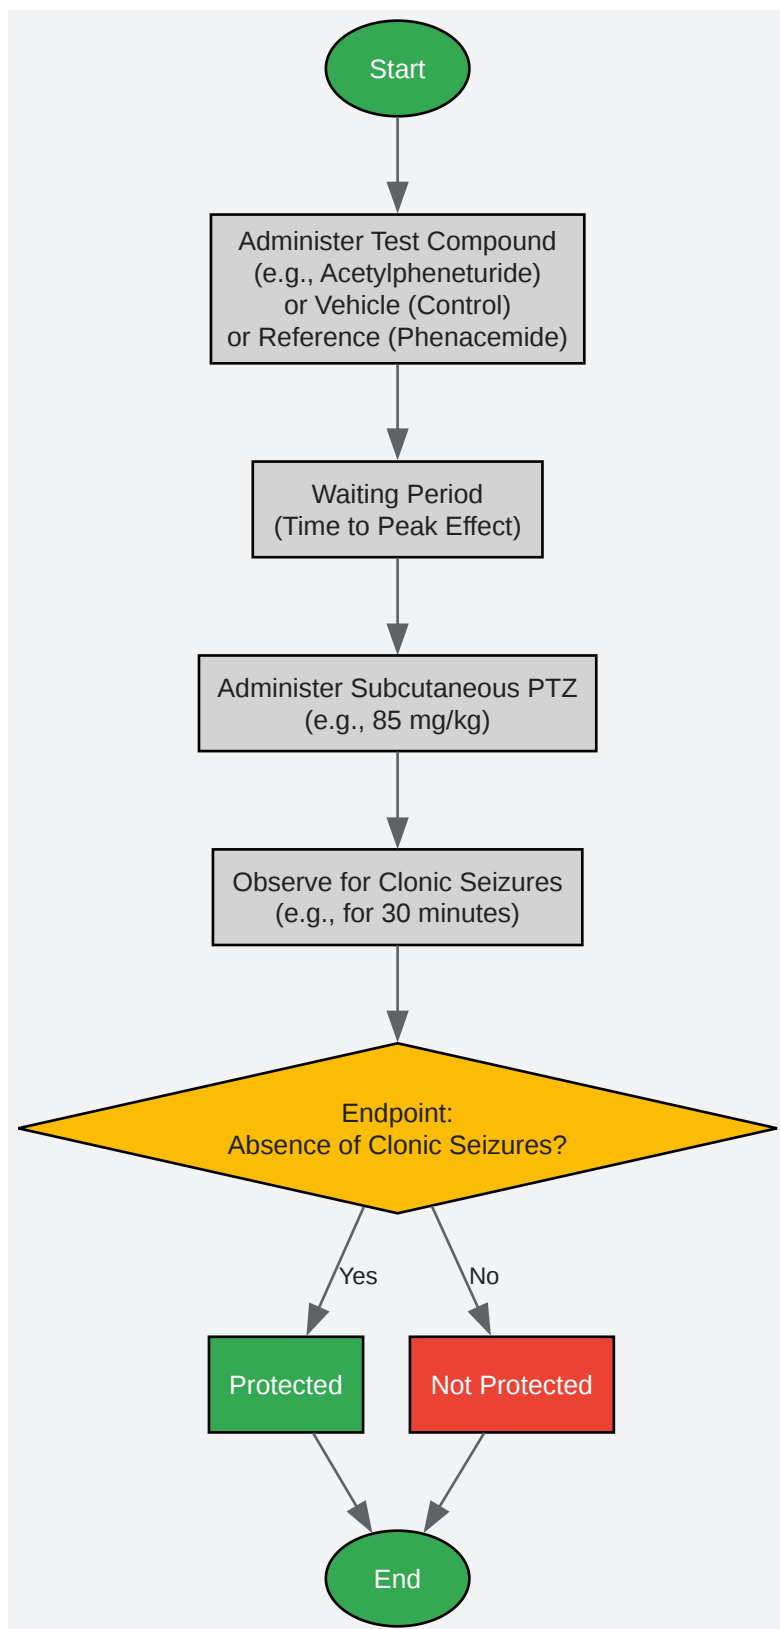 Start
Administer Test Compound
(e.g., Acetylpheneturide)
or Vehicle (Control)
or Reference (Phenacemide)
Waiting Period
(Time to Peak Effect)
Administer Subcutaneous PTZ
(e.g., 85 mg/kg)
Observe for Clonic Seizures
(e.g., for 30 minutes)
Endpoint:
Absence of Clonic Seizures?
Yes
No
Protected
Not Protected
End